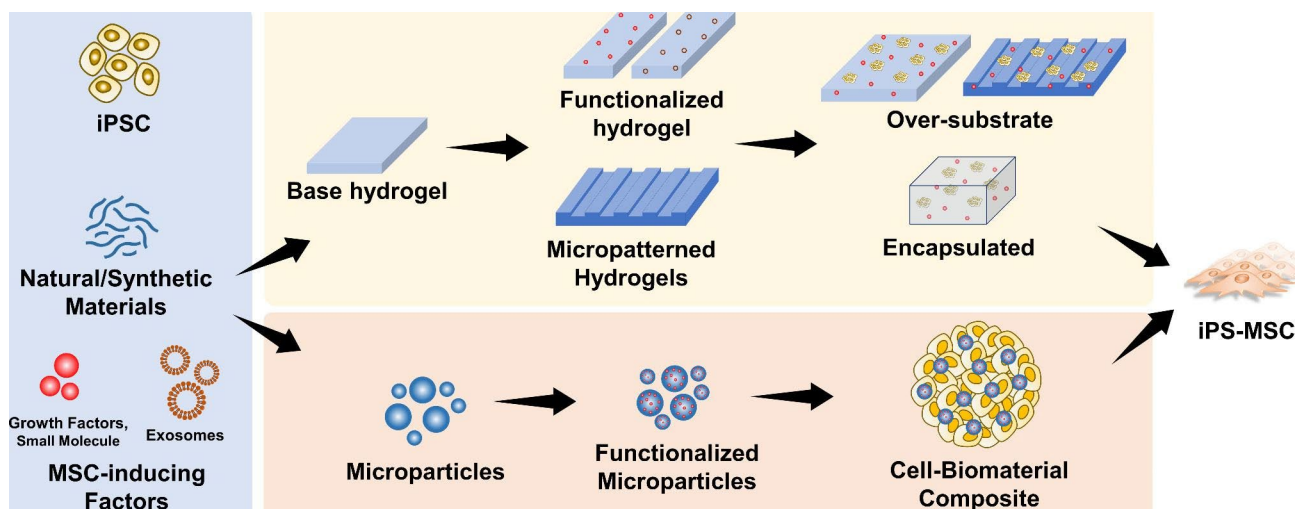 iPSC
Natural/Synthetic
Materials
Growth Factors,
Small Molecule
Exosomes
MSC-inducing
Factors
Base hydrogel
Functionalized
hydrogel
Micropatterned
Hydrogels
Over-substrate
Encapsulated
Microparticles
Functionalized
Microparticles
Cell-Biomaterial
Composite
iPS-MSC